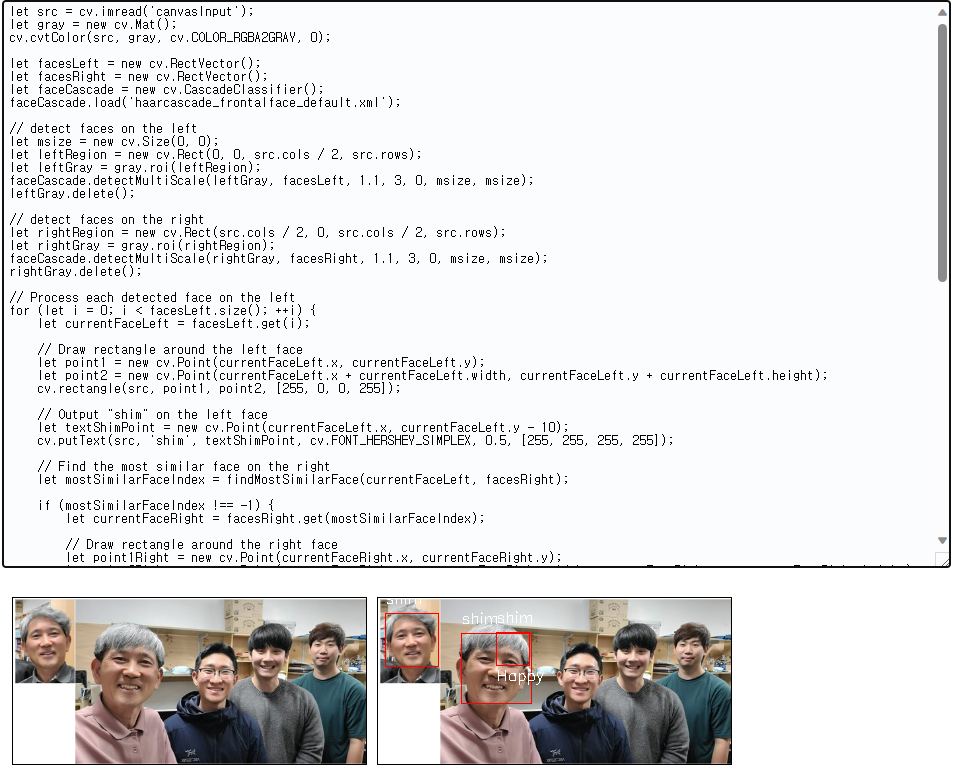 let src = cv.imread('canvasInput');
let gray = new cv.Mat();
cv.cvtColor(src, gray, cv.COLOR_RGBA2GRAY, 0);

let facesLeft = new cv.RectVector();
let facesRight = new cv.RectVector();
let faceCascade = new cv.CascadeClassifier();
faceCascade.load('haarcascade_frontalface_default.xml');

// detect faces on the left
let msize = new cv.Size(0, 0);
let leftRegion = new cv.Rect(0, 0, src.cols / 2, src.rows);
let leftGray = gray.roi(leftRegion);
faceCascade.detectMultiScale(leftGray, facesLeft, 1.1, 3, 0, msize, msize);
leftGray.delete();

// detect faces on the right
let rightRegion = new cv.Rect(src.cols / 2, 0, src.cols / 2, src.rows);
let rightGray = gray.roi(rightRegion);
faceCascade.detectMultiScale(rightGray, facesRight, 1.1, 3, 0, msize, msize);
rightGray.delete();

// Process each detected face on the left
for (let i = 0; i < facesLeft.size(); ++i) {
    let currentFaceLeft = facesLeft.get(i);

    // Draw rectangle around the left face
    let point1 = new cv.Point(currentFaceLeft.x, currentFaceLeft.y);
    let point2 = new cv.Point(currentFaceLeft.x + currentFaceLeft.width, currentFaceLeft.y + currentFaceLeft.height);
    cv.rectangle(src, point1, point2, [255, 0, 0, 255]);

    // Output "shim" on the left face
    let textShimPoint = new cv.Point(currentFaceLeft.x, currentFaceLeft.y - 10);
    cv.putText(src, 'shim', textShimPoint, cv.FONT_HERSHEY_SIMPLEX, 0.5, [255, 255, 255, 255]);

    // Find the most similar face on the right
    let mostSimilarFaceIndex = findMostSimilarFace(currentFaceLeft, facesRight);

    if (mostSimilarFaceIndex !== -1) {
        let currentFaceRight = facesRight.get(mostSimilarFaceIndex);

        // Draw rectangle around the right face
        let point1Right = new cv.Point(currentFaceRight.x, currentFaceRight.y);
shim
shim shim
Happy